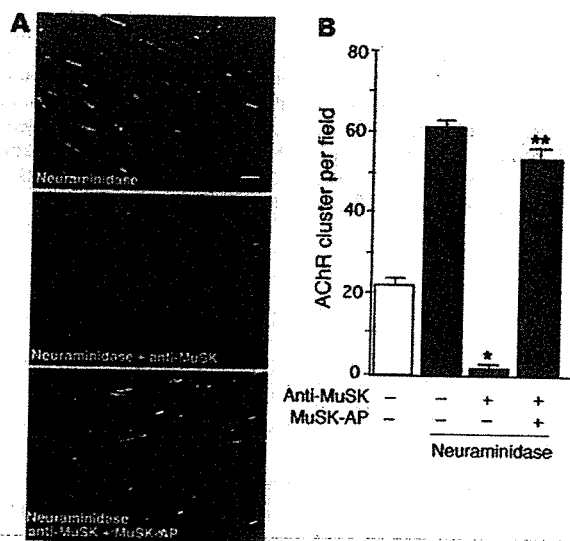 A
Neuraminidase
Neuraminidase + anti-MuSK
Neuraminidase
anti-MuSK + MuSK-AP
B
AChR cluster per field
80
60
40
20
0
*
**
Anti-MuSK – – + +
MuSK-AP – – – +
Neuraminidase